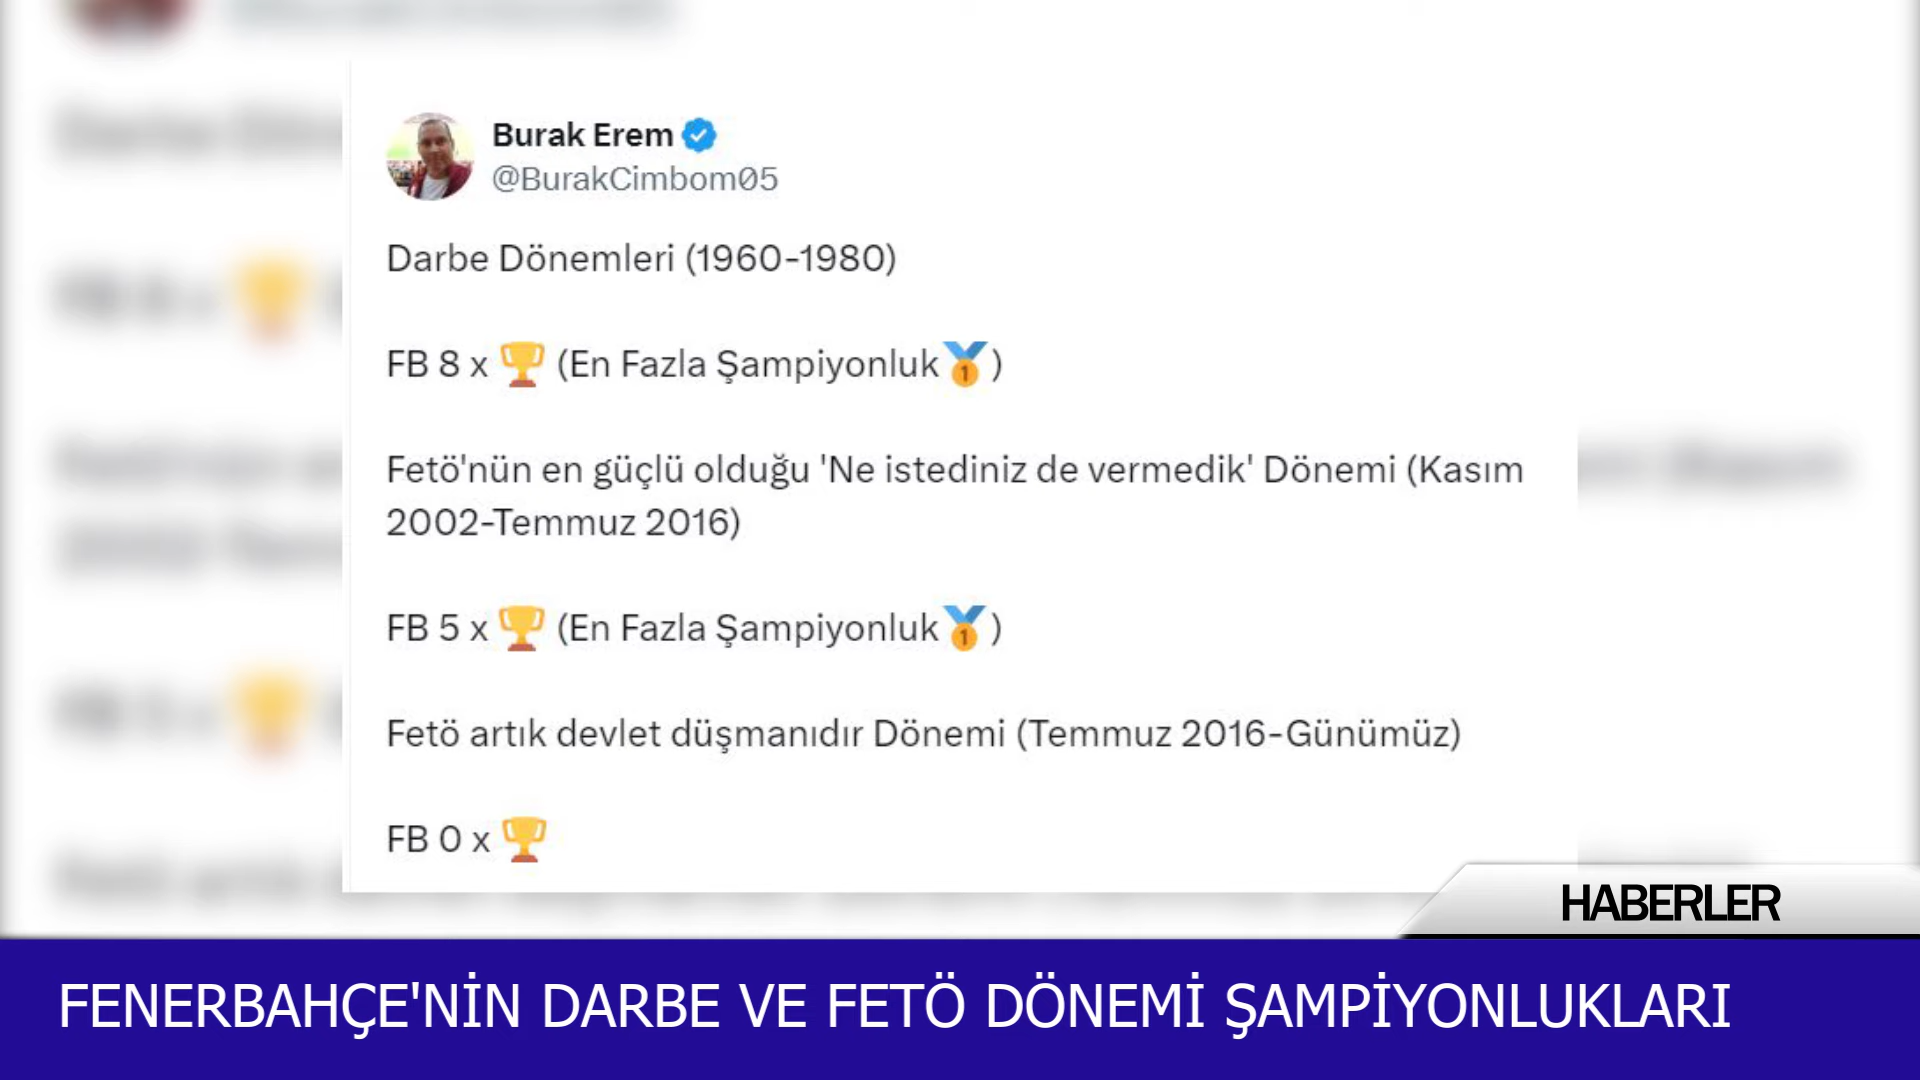 Burak Erem
@BurakCimbom05
Darbe Dönemleri (1960-1980)
FB 8 x 🏆 (En Fazla Şampiyonluk🥇)
Fetö'nün en güçlü olduğu 'Ne istediniz de vermedik' Dönemi (Kasım
2002-Temmuz 2016)
FB 5 x 🏆 (En Fazla Şampiyonluk🥇)
Fetö artık devlet düşmanıdır Dönemi (Temmuz 2016-Günümüz)
FB 0 x 🏆
HABERLER
FENERBAHÇE'NİN DARBE VE FETÖ DÖNEMİ ŞAMPİYONLUKLARI